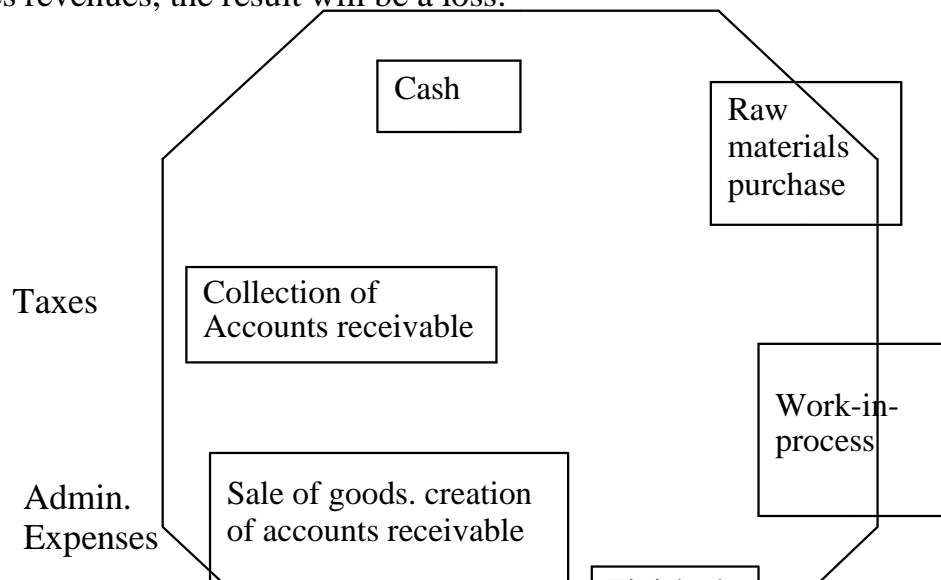 es revenues, the result will be a loss.
Cash
Raw
materials
purchase
Taxes
Collection of
Accounts receivable
Work-in-
process
Admin.
Expenses
Sale of goods. creation
of accounts receivable